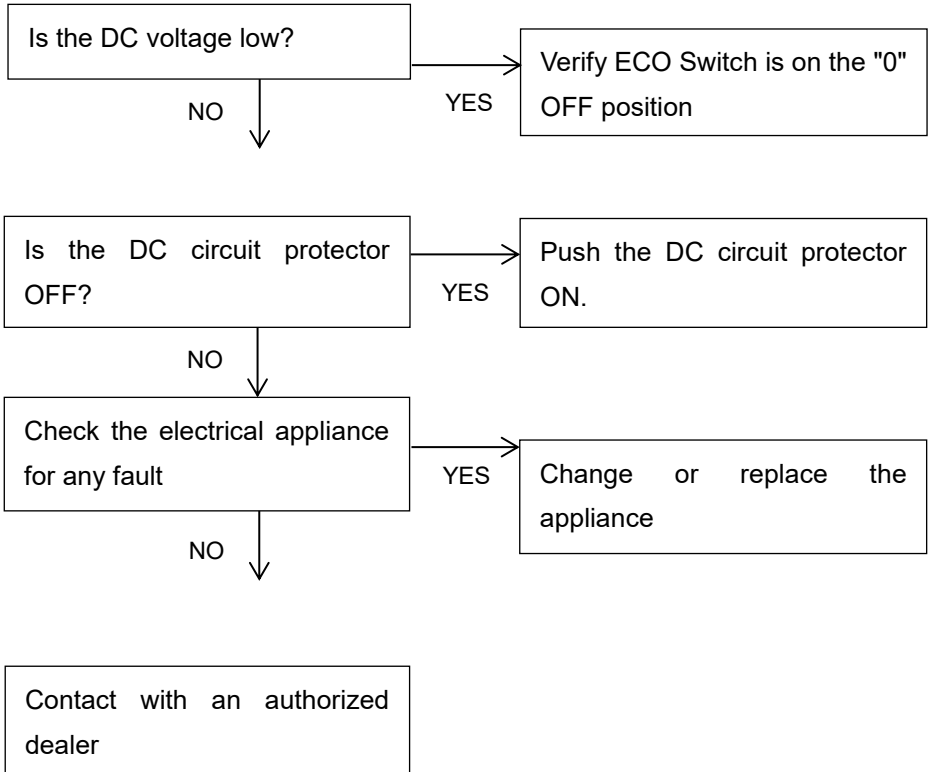 Is the DC voltage low?
YES
Verify ECO Switch is on the "0"
OFF position
NO
Is the DC circuit protector
OFF?
YES
Push the DC circuit protector
ON.
NO
Check the electrical appliance
for any fault
YES
Change or replace the
appliance
NO
Contact with an authorized
dealer